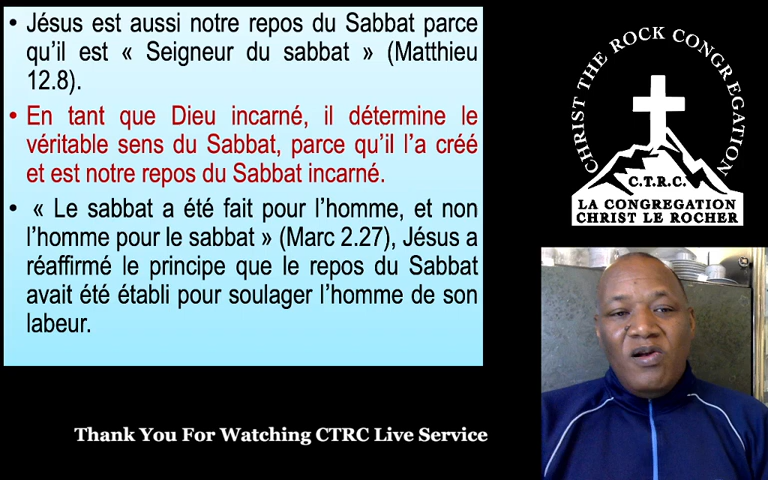 • Jésus est aussi notre repos du Sabbat parce
qu'il est « Seigneur du sabbat » (Matthieu
12.8).
• En tant que Dieu incarné, il détermine le
véritable sens du Sabbat, parce qu'il l'a créé
et est notre repos du Sabbat incarné.
• « Le sabbat a été fait pour l'homme, et non
l'homme pour le sabbat » (Marc 2.27), Jésus a
réaffirmé le principe que le repos du Sabbat
avait été établi pour soulager l'homme de son
labeur.
CHRIST THE ROCK CONGREGATION
C.T.R.C.
LA CONGREGATION
CHRIST LE ROCHER
Thank You For Watching CTRC Live Service